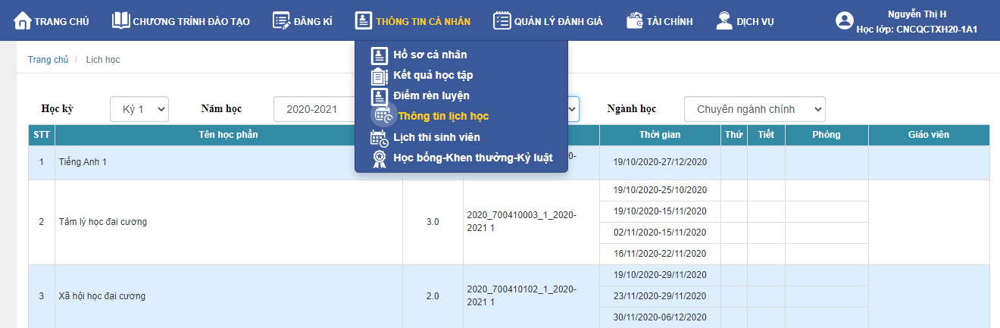 TRANG CHỦ
CHƯƠNG TRÌNH ĐÀO TẠO
ĐĂNG KÍ
THÔNG TIN CÁ NHÂN
QUẢN LÝ ĐÁNH GIÁ
TÀI CHÍNH
DỊCH VỤ
Nguyễn Thị H
Học lớp: CNCQCTXH20-1A1
Trang chủ / Lịch học
Hồ sơ cá nhân
Kết quả học tập
Điểm rèn luyện
Thông tin lịch học
Lịch thi sinh viên
Học bổng-Khen thưởng-Kỷ luật
Học kỳ
Kỳ 1
Năm học
2020-2021
Ngành học
Chuyên ngành chính
STT
Tên học phần
Thời gian
Thứ
Tiết
Phòng
Giáo viên
1
Tiếng Anh 1
19/10/2020-27/12/2020
2
Tâm lý học đại cương
3.0
2020_700410003_1_2020-
2021 1
19/10/2020-25/10/2020
19/10/2020-15/11/2020
02/11/2020-15/11/2020
16/11/2020-22/11/2020
3
Xã hội học đại cương
2.0
2020_700410102_1_2020-
2021 1
19/10/2020-29/11/2020
23/11/2020-29/11/2020
30/11/2020-06/12/2020